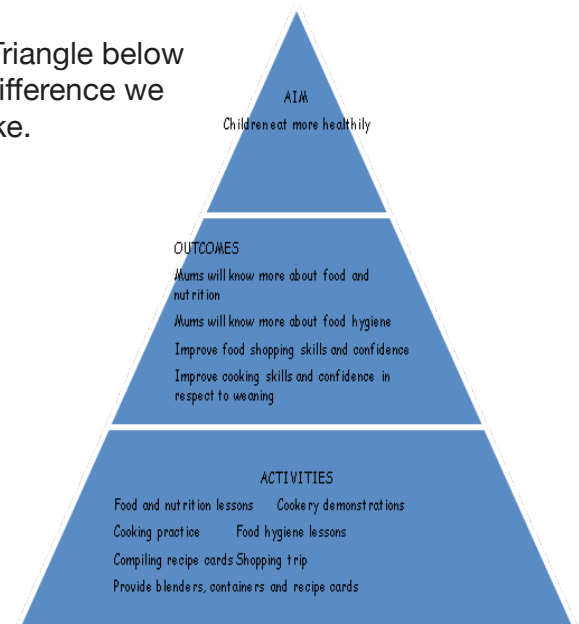 Triangle below
ifference we
ke.
AIM
Children eat more healthily
OUTCOMES
Mums will know more about food and
nutrition
Mums will know more about food hygiene
Improve food shopping skills and confidence
Improve cooking skills and confidence in
respect to weaning
ACTIVITIES
Food and nutrition lessons Cookery demonstrations
Cooking practice Food hygiene lessons
Compiling recipe cards Shopping trip
Provide blenders, containers and recipe cards